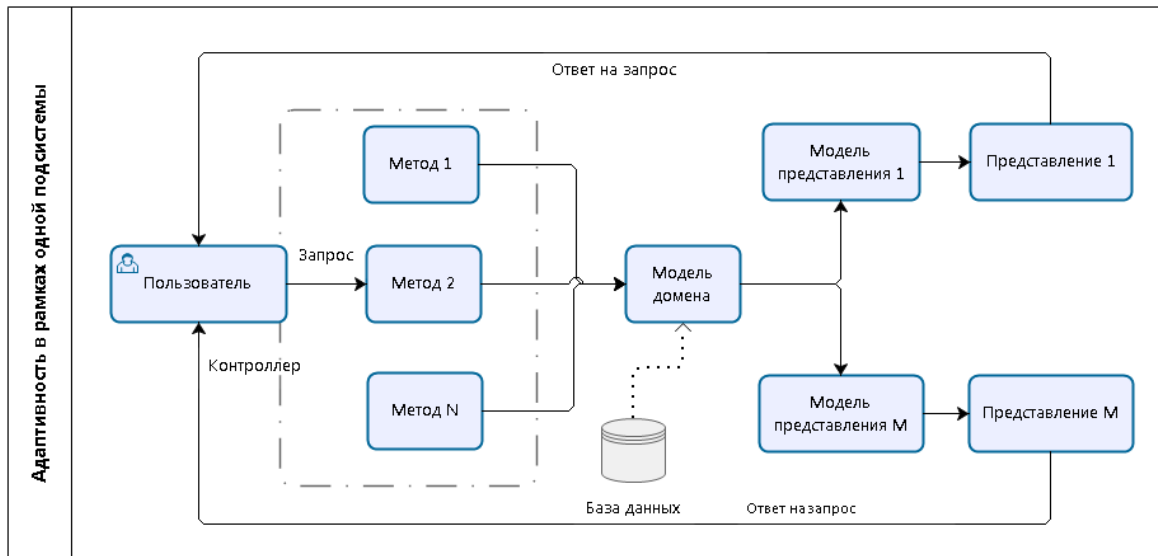 Адаптивность в рамках одной подсистемы
Ответ на запрос
Метод 1
Модель
представления 1
Представление 1
Запрос
Пользователь
Метод 2
Модель
домена
Контроллер
Метод N
Модель
представления M
Представление M
База данных
Ответ на запрос